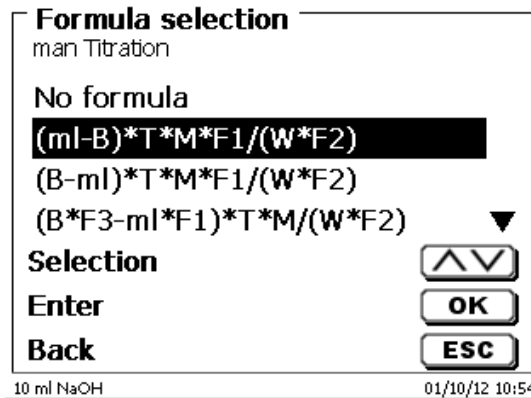 Formula selection
man Titration
No formula
(ml-B)*T*M*F1/(W*F2)
(B-ml)*T*M*F1/(W*F2)
(B*F3-ml*F1)*T*M/(W*F2)
Selection
Enter OK
Back ESC
10 ml NaOH 01/10/12 10:54